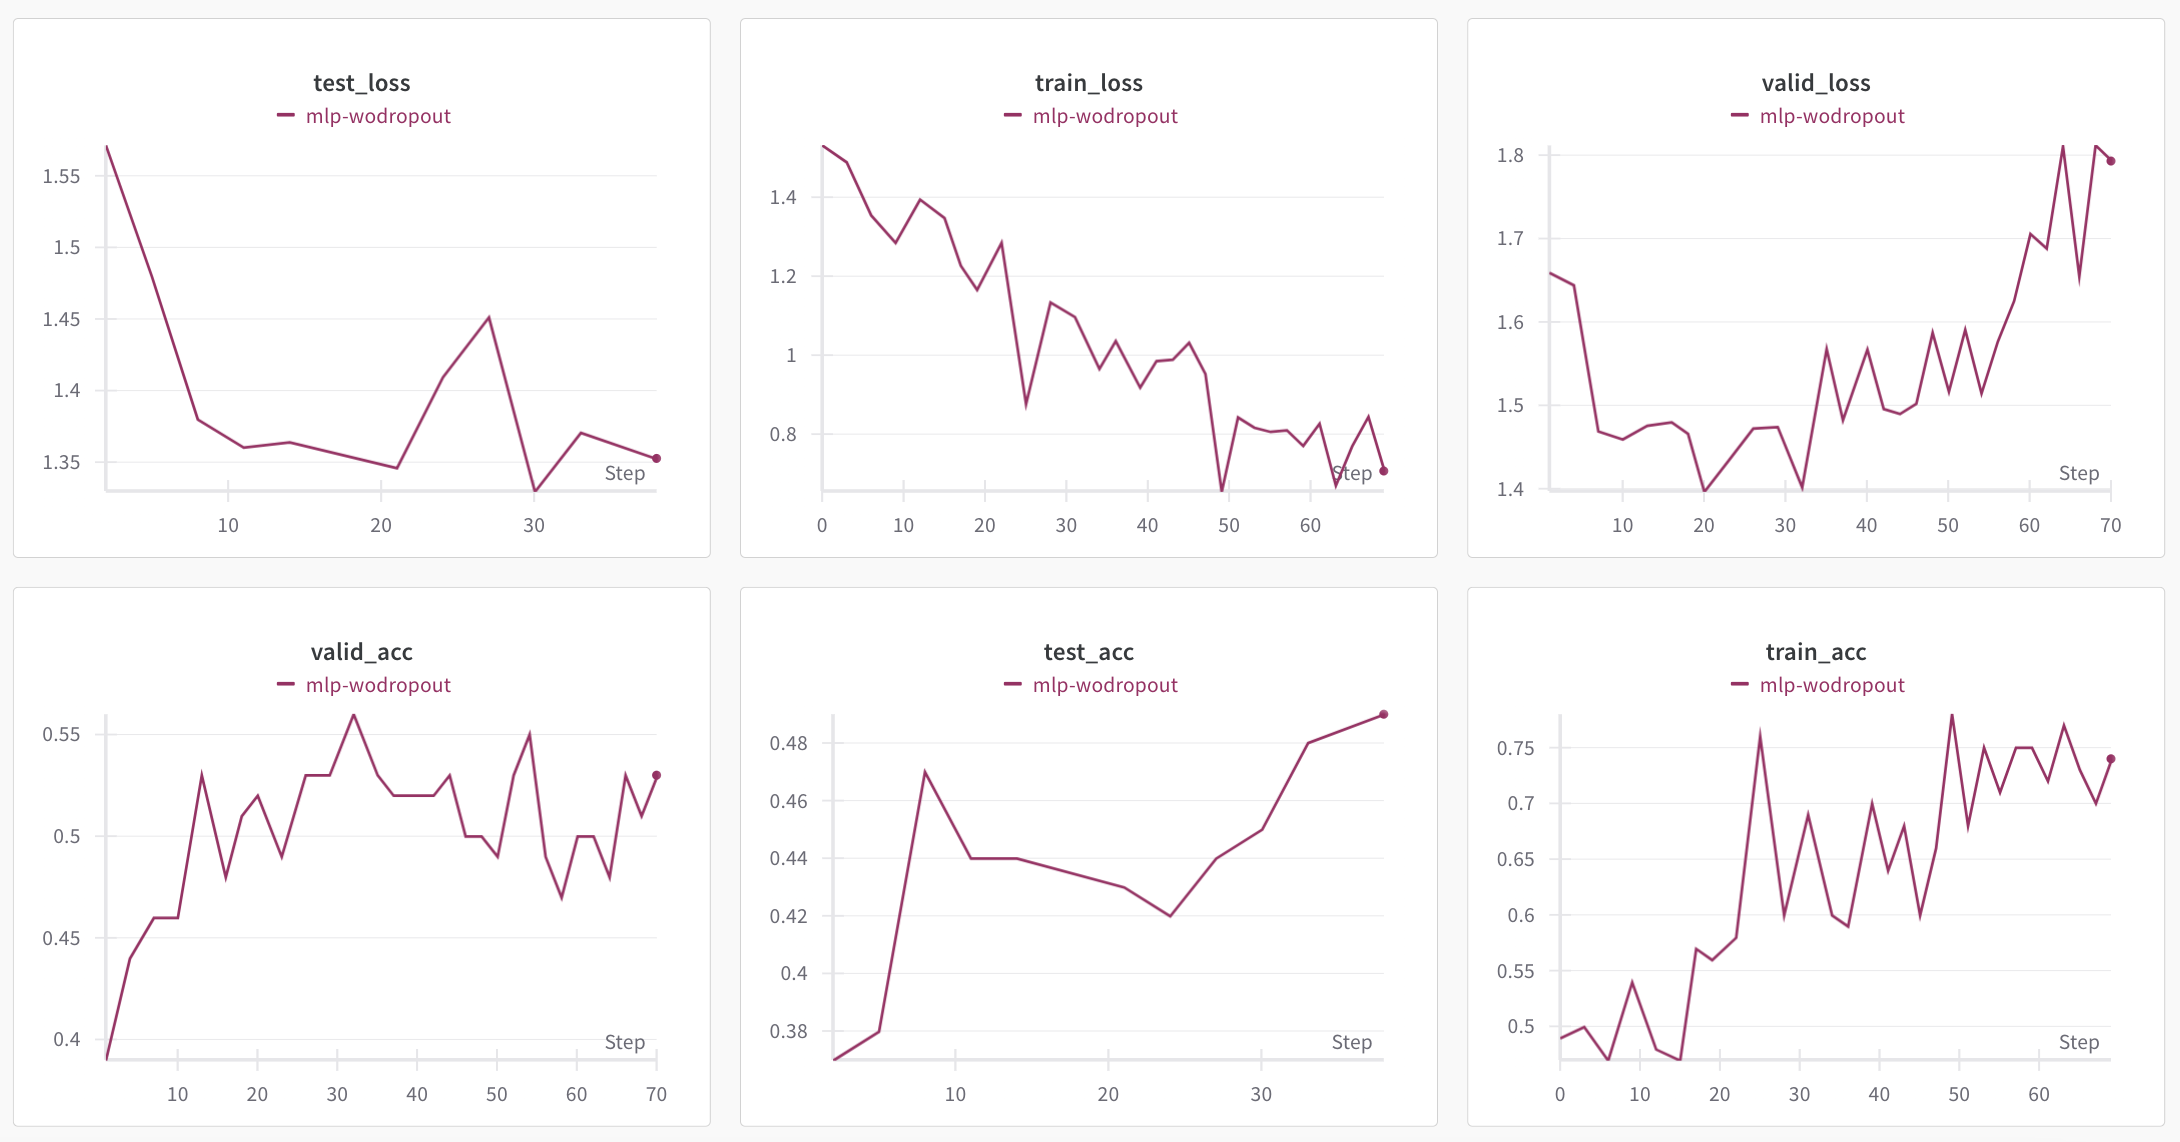 test_loss
mlp-wodropout
1.55
1.5
1.45
1.4
1.35
Step
10 20 30
train_loss
mlp-wodropout
1.4
1.2
1
0.8
Step
0 10 20 30 40 50 60
valid_loss
mlp-wodropout
1.8
1.7
1.6
1.5
1.4
Step
10 20 30 40 50 60 70
valid_acc
mlp-wodropout
0.55
0.5
0.45
0.4
Step
10 20 30 40 50 60 70
test_acc
mlp-wodropout
0.48
0.46
0.44
0.42
0.4
0.38
Step
10 20 30
train_acc
mlp-wodropout
0.75
0.7
0.65
0.6
0.55
0.5
Step
0 10 20 30 40 50 60